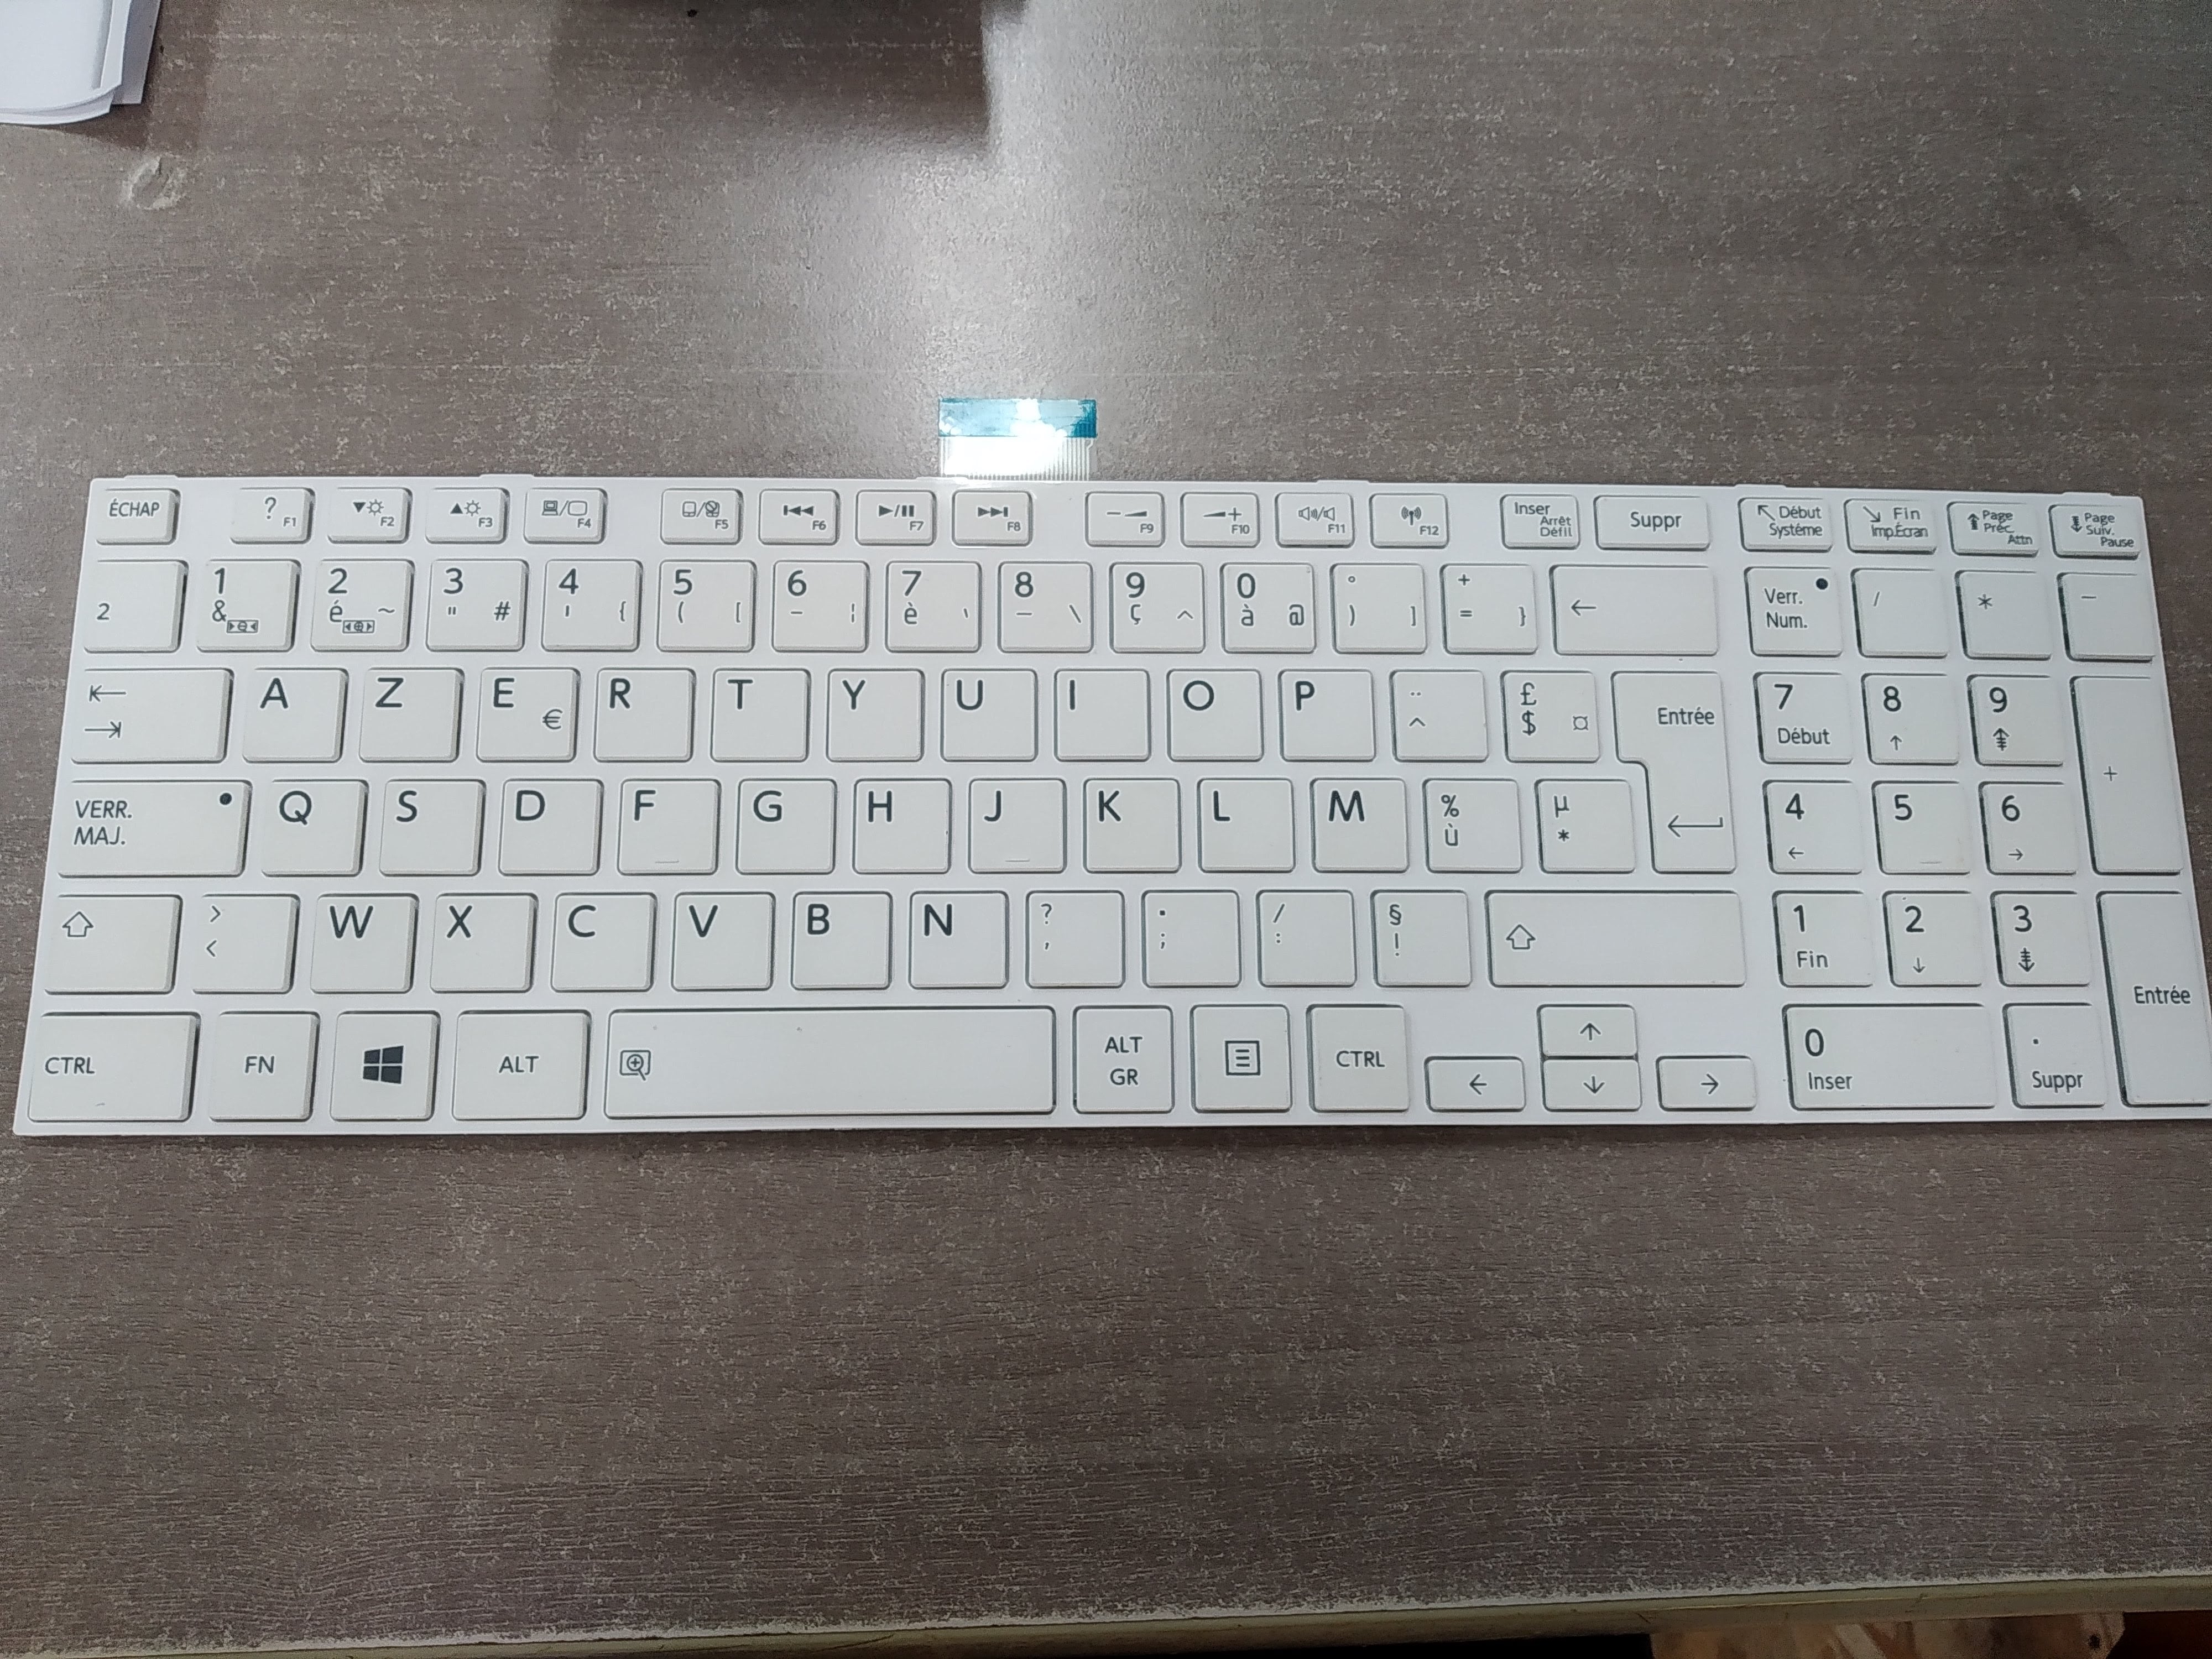 ÉCHAP ? F1 ▼☼ F2 ▲☼ F3 / F4 / F5 I◀◀ F6 ▶/II F7 ▶▶I F8 − F9 + F10 / F11 F12 Inser Arrêt Défil Suppr ↖ Début Système ↘ Fin Imp.Écran Page Préc. Attn Page Suiv. Pause
2 1 & 2 é ~ 3 " # 4 ' { 5 ( [ 6 - ¦ 7 è ` 8 _ \ 9 ç ^ 0 à @ ° ) ] + = } ← Verr. Num. / * −
A Z E € R T Y U I O P ¨ ^ £ $ ¤ Entrée 7 Début 8 ↑ 9 +
VERR. MAJ. Q S D F G H J K L M % ù µ * 4 ← 5 6 →
⇧ > < W X C V B N ? , . ; / : § ! ⇧ 1 Fin 2 ↓ 3 Entrée
CTRL FN ALT ALT GR CTRL ← ↑ ↓ → 0 Inser . Suppr